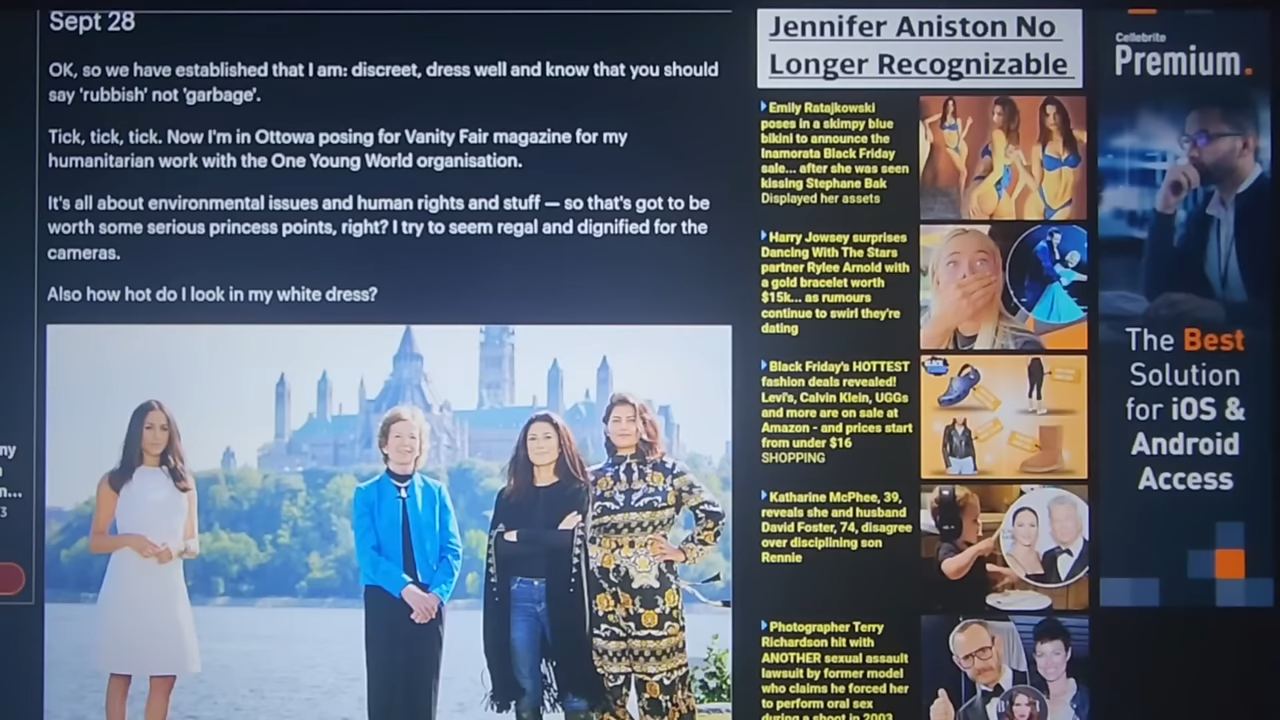 Sept 28
OK, so we have established that I am: discreet, dress well and know that you should
say 'rubbish' not 'garbage'.
Tick, tick, tick. Now I'm in Ottowa posing for Vanity Fair magazine for my
humanitarian work with the One Young World organisation.
It's all about environmental issues and human rights and stuff — so that's got to be
worth some serious princess points, right? I try to seem regal and dignified for the
cameras.
Also how hot do I look in my white dress?
Jennifer Aniston No
Longer Recognizable
Emily Ratajkowski
poses in a skimpy blue
bikini to announce the
Inamorata Black Friday
sale... after she was seen
kissing Stephane Bak
Displayed her assets
Harry Jowsey surprises
Dancing With The Stars
partner Rylee Arnold with
a gold bracelet worth
$15k... as rumours
continue to swirl they're
dating
Black Friday's HOTTEST
fashion deals revealed!
Levi's, Calvin Klein, UGGs
and more are on sale at
Amazon - and prices start
from under $16
SHOPPING
Katharine McPhee, 39,
reveals she and husband
David Foster, 74, disagree
over disciplining son
Rennie
Photographer Terry
Richardson hit with
ANOTHER sexual assault
lawsuit by former model
who claims he forced her
to perform oral sex
during a shoot in 2003
Cellebrite
Premium.
The Best
Solution
for iOS &
Android
Access
ny
n...
3